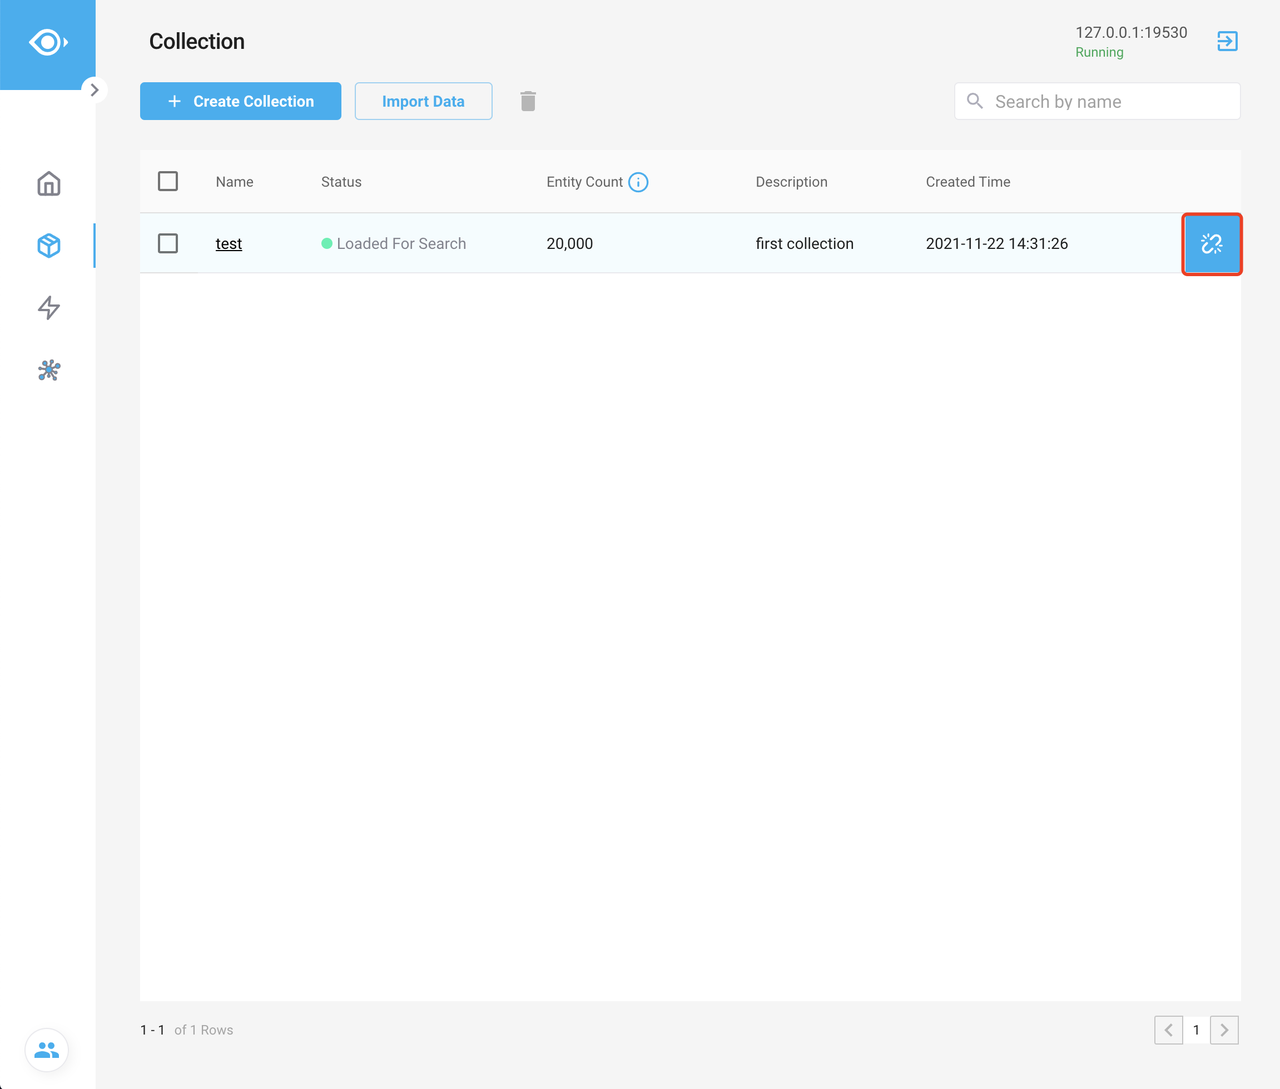 Collection
127.0.0.1:19530
Running
Create Collection
Import Data
Search by name
Name Status Entity Count Description Created Time
test Loaded For Search 20,000 first collection 2021-11-22 14:31:26
1 - 1 of 1 Rows
1